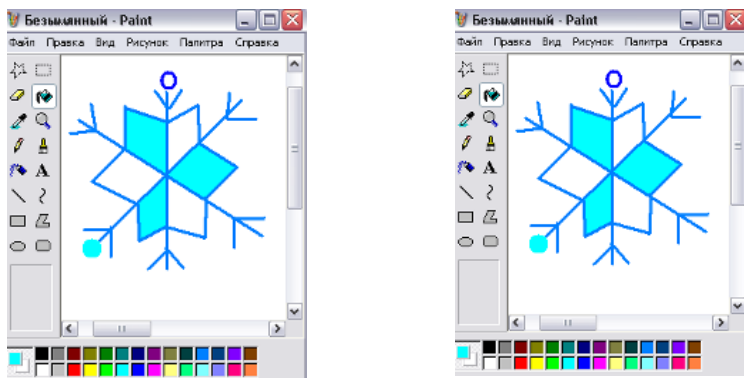 Безымянный - Paint
Файл Правка Вид Рисунок Палитра Справка
A
Безымянный - Paint
Файл Правка Вид Рисунок Палитра Справка
A